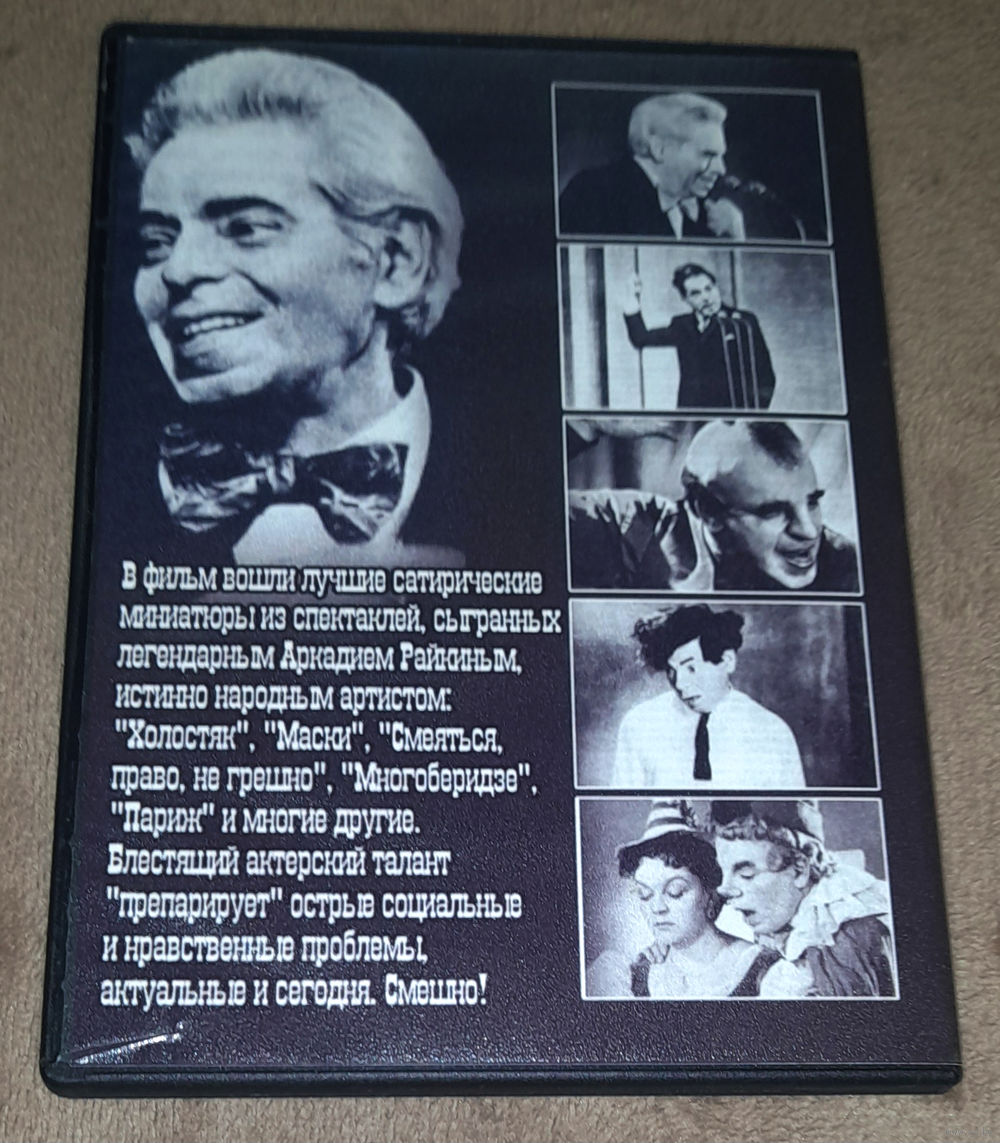 В фильм вошли лучшие сатирические
миниатюры из спектаклей, сыгранных
легендарным Аркадием Райкиным,
истинно народным артистом:
"Холостяк", "Маски", "Смеяться,
право, не грешно", "Многоберидзе",
"Париж" и многие другие.
Блестящий актерский талант
"препарирует" острые социальные
и нравственные проблемы,
актуальные и сегодня. Смешно!